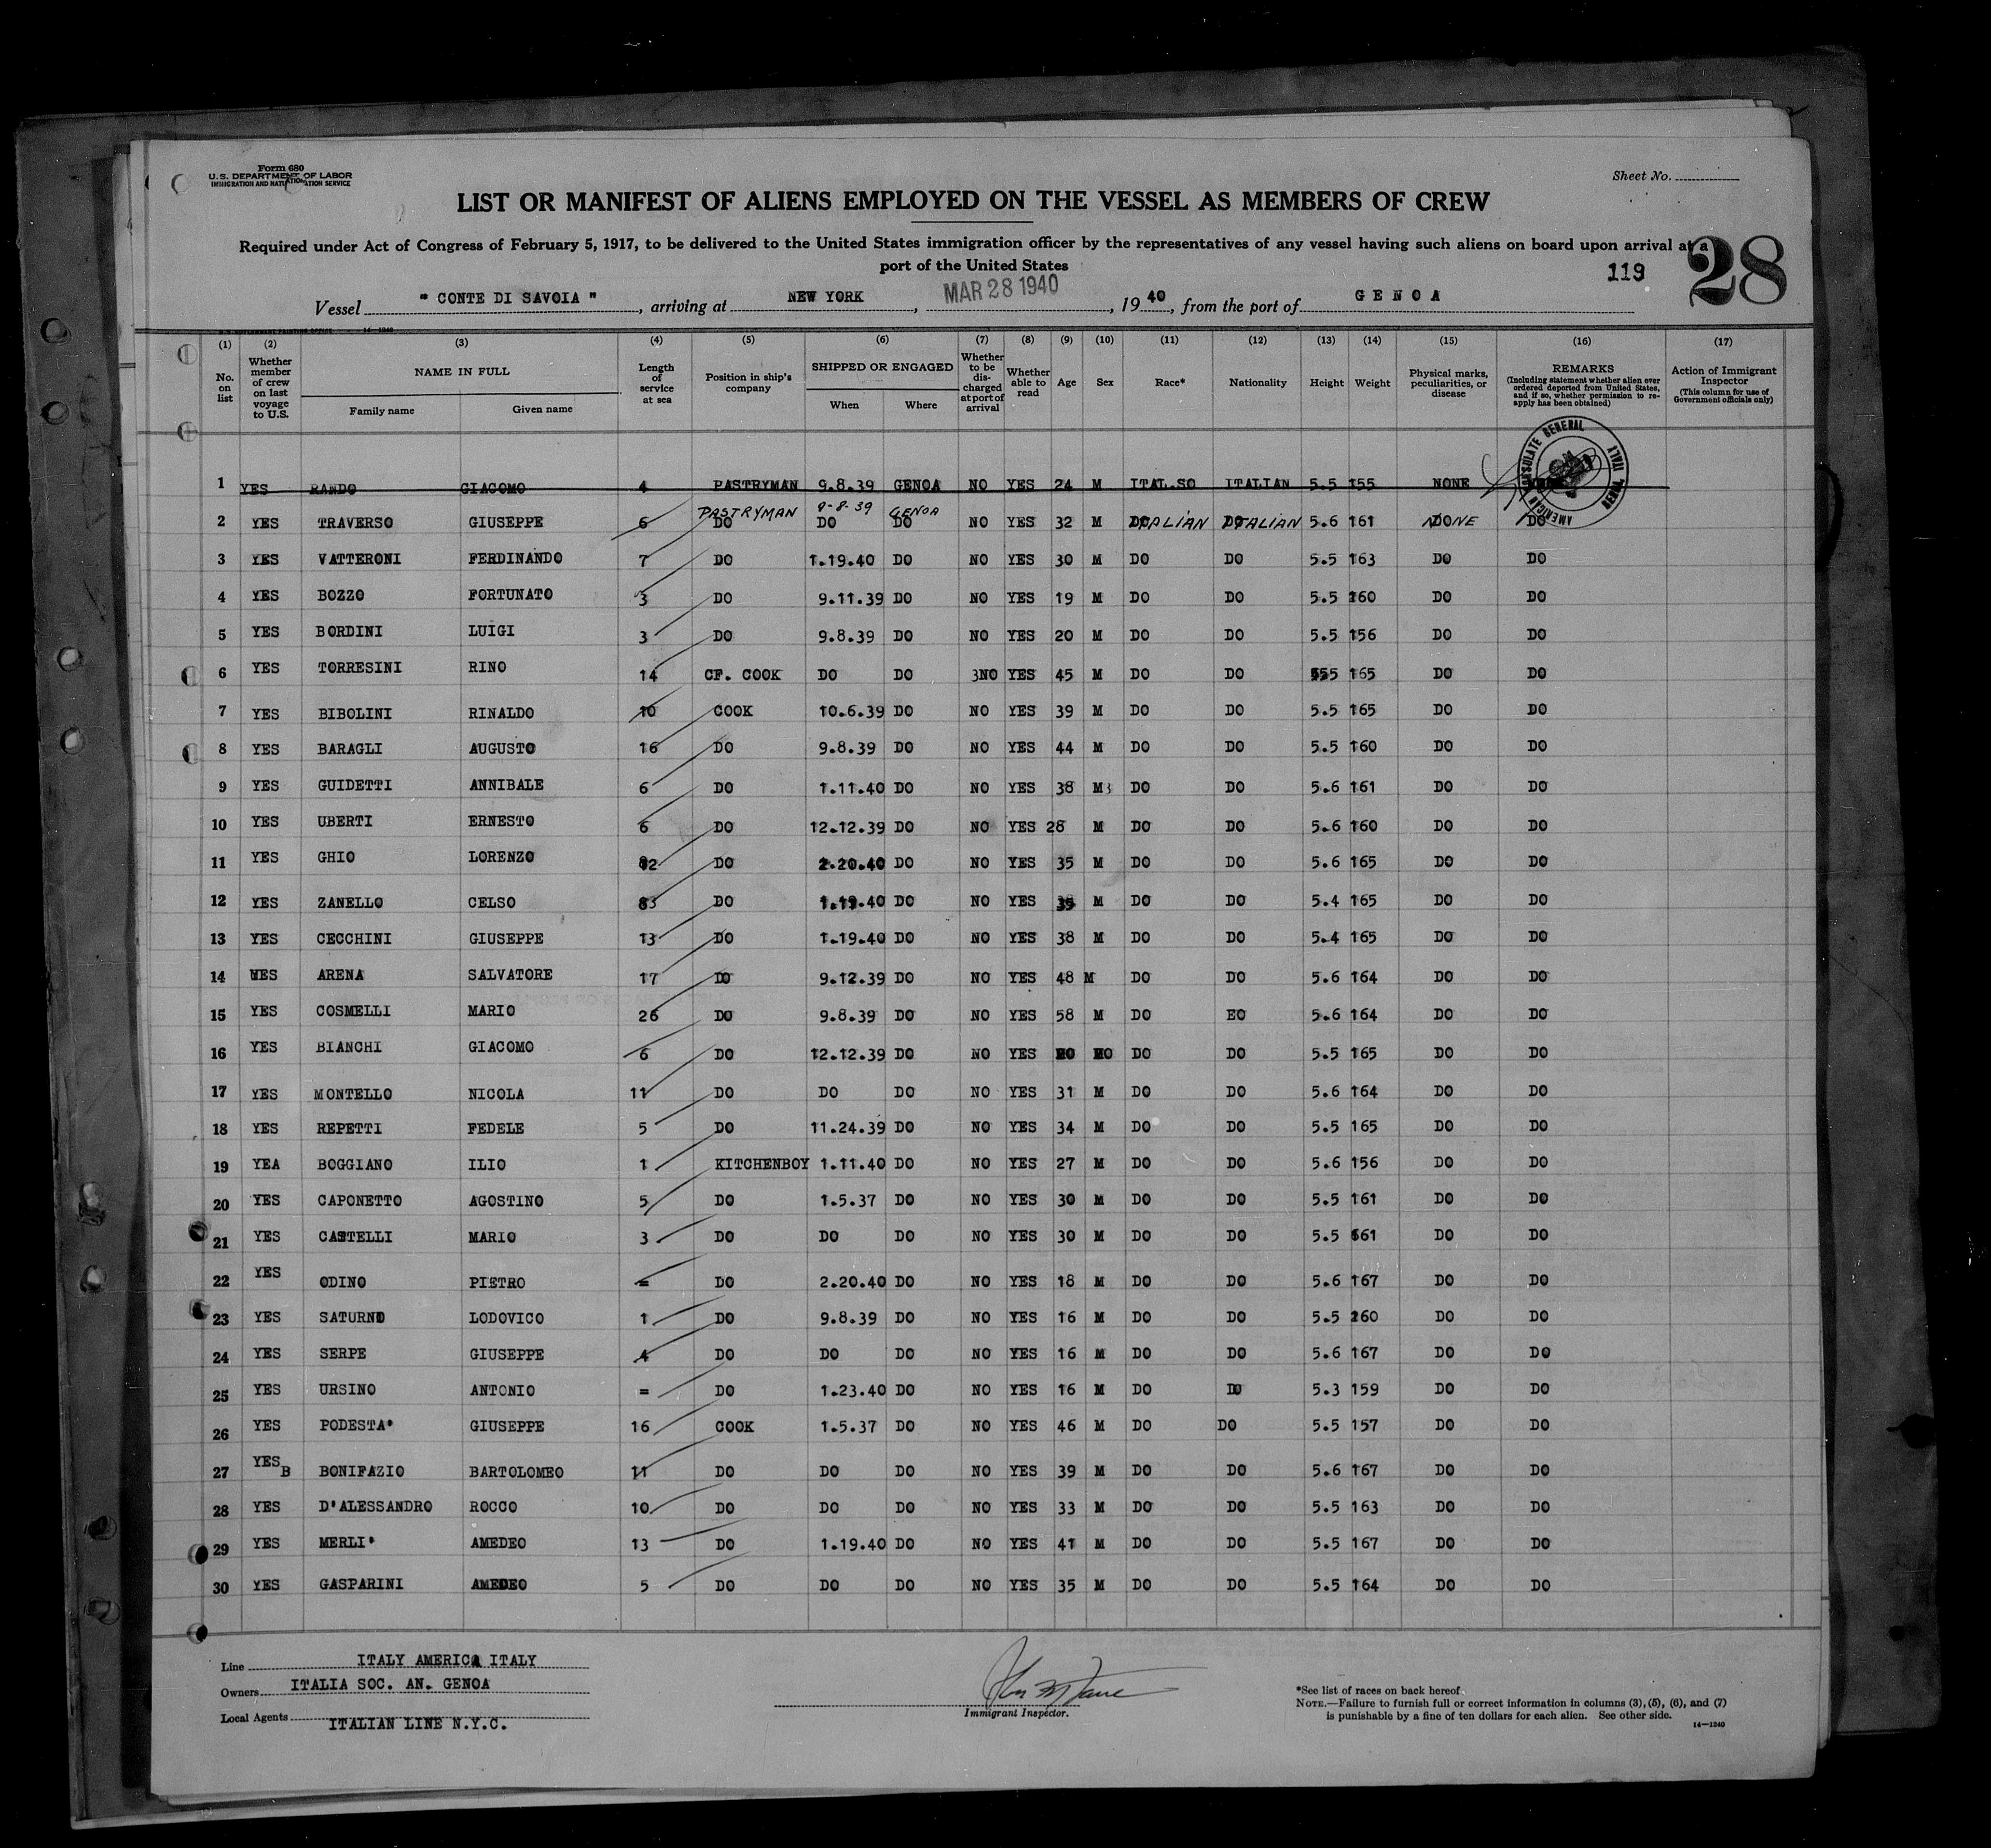 Form 680
U.S. DEPARTMENT OF LABOR
IMMIGRATION AND NATURALIZATION SERVICE
Sheet No.
LIST OR MANIFEST OF ALIENS EMPLOYED ON THE VESSEL AS MEMBERS OF CREW
Required under Act of Congress of February 5, 1917, to be delivered to the United States immigration officer by the representatives of any vessel having such aliens on board upon arrival at a
port of the United States
119 28
Vessel " CONTE DI SAVOIA " , arriving at NEW YORK , MAR 28 1940 , 19 40 , from the port of G E N O A
(1) (2) (3) (4) (5) (6) (7) (8) (9) (10) (11) (12) (13) (14) (15) (16) (17)
No. on list Whether member of crew on last voyage to U.S. NAME IN FULL Family name Given name Length of service at sea Position in ship's company SHIPPED OR ENGAGED When Where Whether to be discharged at port of arrival Whether able to read Age Sex Race* Nationality Height Weight Physical marks, peculiarities, or disease REMARKS (Including statement whether alien ever ordered deported from United States, and if so, whether permission to re-apply has been obtained) Action of Immigrant Inspector (This column for use of Government officials only)
AMERICAN CONSULATE GENERAL GENOA ITALY
1 YES RANDO GIACOMO 4 PASTRYMAN 9.8.39 GENOA NO YES 24 M ITAL.SO ITALIAN 5.5 155 NONE
PASTRYMAN 9-8-39 GENOA ITALIAN ITALIAN NONE
2 YES TRAVERSO GIUSEPPE 6 DO DO DO NO YES 32 M DO DO 5.6 161 DO DO
3 YES VATTERONI FERDINANDO 7 DO 1.19.40 DO NO YES 30 M DO DO 5.5 163 DO DO
4 YES BOZZO FORTUNATO 3 DO 9.11.39 DO NO YES 19 M DO DO 5.5 160 DO DO
5 YES BORDINI LUIGI 3 DO 9.8.39 DO NO YES 20 M DO DO 5.5 156 DO DO
6 YES TORRESINI RINO 14 CF. COOK DO DO 3NO YES 45 M DO DO 555 165 DO DO
7 YES BIBOLINI RINALDO 10 COOK 10.6.39 DO NO YES 39 M DO DO 5.5 165 DO DO
8 YES BARAGLI AUGUSTO 16 DO 9.8.39 DO NO YES 44 M DO DO 5.5 160 DO DO
9 YES GUIDETTI ANNIBALE 6 DO 1.11.40 DO NO YES 38 M DO DO 5.6 161 DO DO
10 YES UBERTI ERNESTO 6 DO 12.12.39 DO NO YES 28 M DO DO 5.6 160 DO DO
11 YES GHIO LORENZO 12 DO 2.20.40 DO NO YES 35 M DO DO 5.6 165 DO DO
12 YES ZANELLO CELSO 8 DO 1.19.40 DO NO YES 39 M DO DO 5.4 165 DO DO
13 YES CECCHINI GIUSEPPE 13 DO 1.19.40 DO NO YES 38 M DO DO 5.4 165 DO DO
14 YES ARENA SALVATORE 17 DO 9.12.39 DO NO YES 48 M DO DO 5.6 164 DO DO
15 YES COSMELLI MARIO 26 DO 9.8.39 DO NO YES 58 M DO EO 5.6 164 DO DO
16 YES BIANCHI GIACOMO 6 DO 12.12.39 DO NO YES DO DO 5.5 165 DO DO
17 YES MONTELLO NICOLA 11 DO DO DO NO YES 31 M DO DO 5.6 164 DO DO
18 YES REPETTI FEDELE 5 DO 11.24.39 DO NO YES 34 M DO DO 5.5 165 DO DO
19 YEA BOGGIANO ILIO 1 KITCHENBOY 1.11.40 DO NO YES 27 M DO DO 5.6 156 DO DO
20 YES CAPONETTO AGOSTINO 5 DO 1.5.37 DO NO YES 30 M DO DO 5.5 161 DO DO
21 YES CASTELLI MARIO 3 DO DO DO NO YES 30 M DO DO 5.5 161 DO DO
22 YES ODINO PIETRO = DO 2.20.40 DO NO YES 18 M DO DO 5.6 167 DO DO
23 YES SATURNO LODOVICO 1 DO 9.8.39 DO NO YES 16 M DO DO 5.5 260 DO DO
24 YES SERPE GIUSEPPE 4 DO DO DO NO YES 16 M DO DO 5.6 167 DO DO
25 YES URSINO ANTONIO = DO 1.23.40 DO NO YES 16 M DO DO 5.3 159 DO DO
26 YES PODESTA' GIUSEPPE 16 COOK 1.5.37 DO NO YES 46 M DO DO 5.5 157 DO DO
27 YES B BONIFAZIO BARTOLOMEO 11 DO DO DO NO YES 39 M DO DO 5.6 167 DO DO
28 YES D'ALESSANDRO ROCCO 10 DO DO DO NO YES 33 M DO DO 5.5 163 DO DO
29 YES MERLI' AMEDEO 13 DO 1.19.40 DO NO YES 41 M DO DO 5.5 167 DO DO
30 YES GASPARINI AMEDEO 5 DO DO DO NO YES 35 M DO DO 5.5 164 DO DO
Line ITALY AMERICA ITALY
Owners ITALIA SOC. AN. GENOA
Local Agents ITALIAN LINE N.Y.C.
Immigrant Inspector.
*See list of races on back hereof
NOTE.—Failure to furnish full or correct information in columns (3), (5), (6), and (7)
is punishable by a fine of ten dollars for each alien. See other side.
14—1240